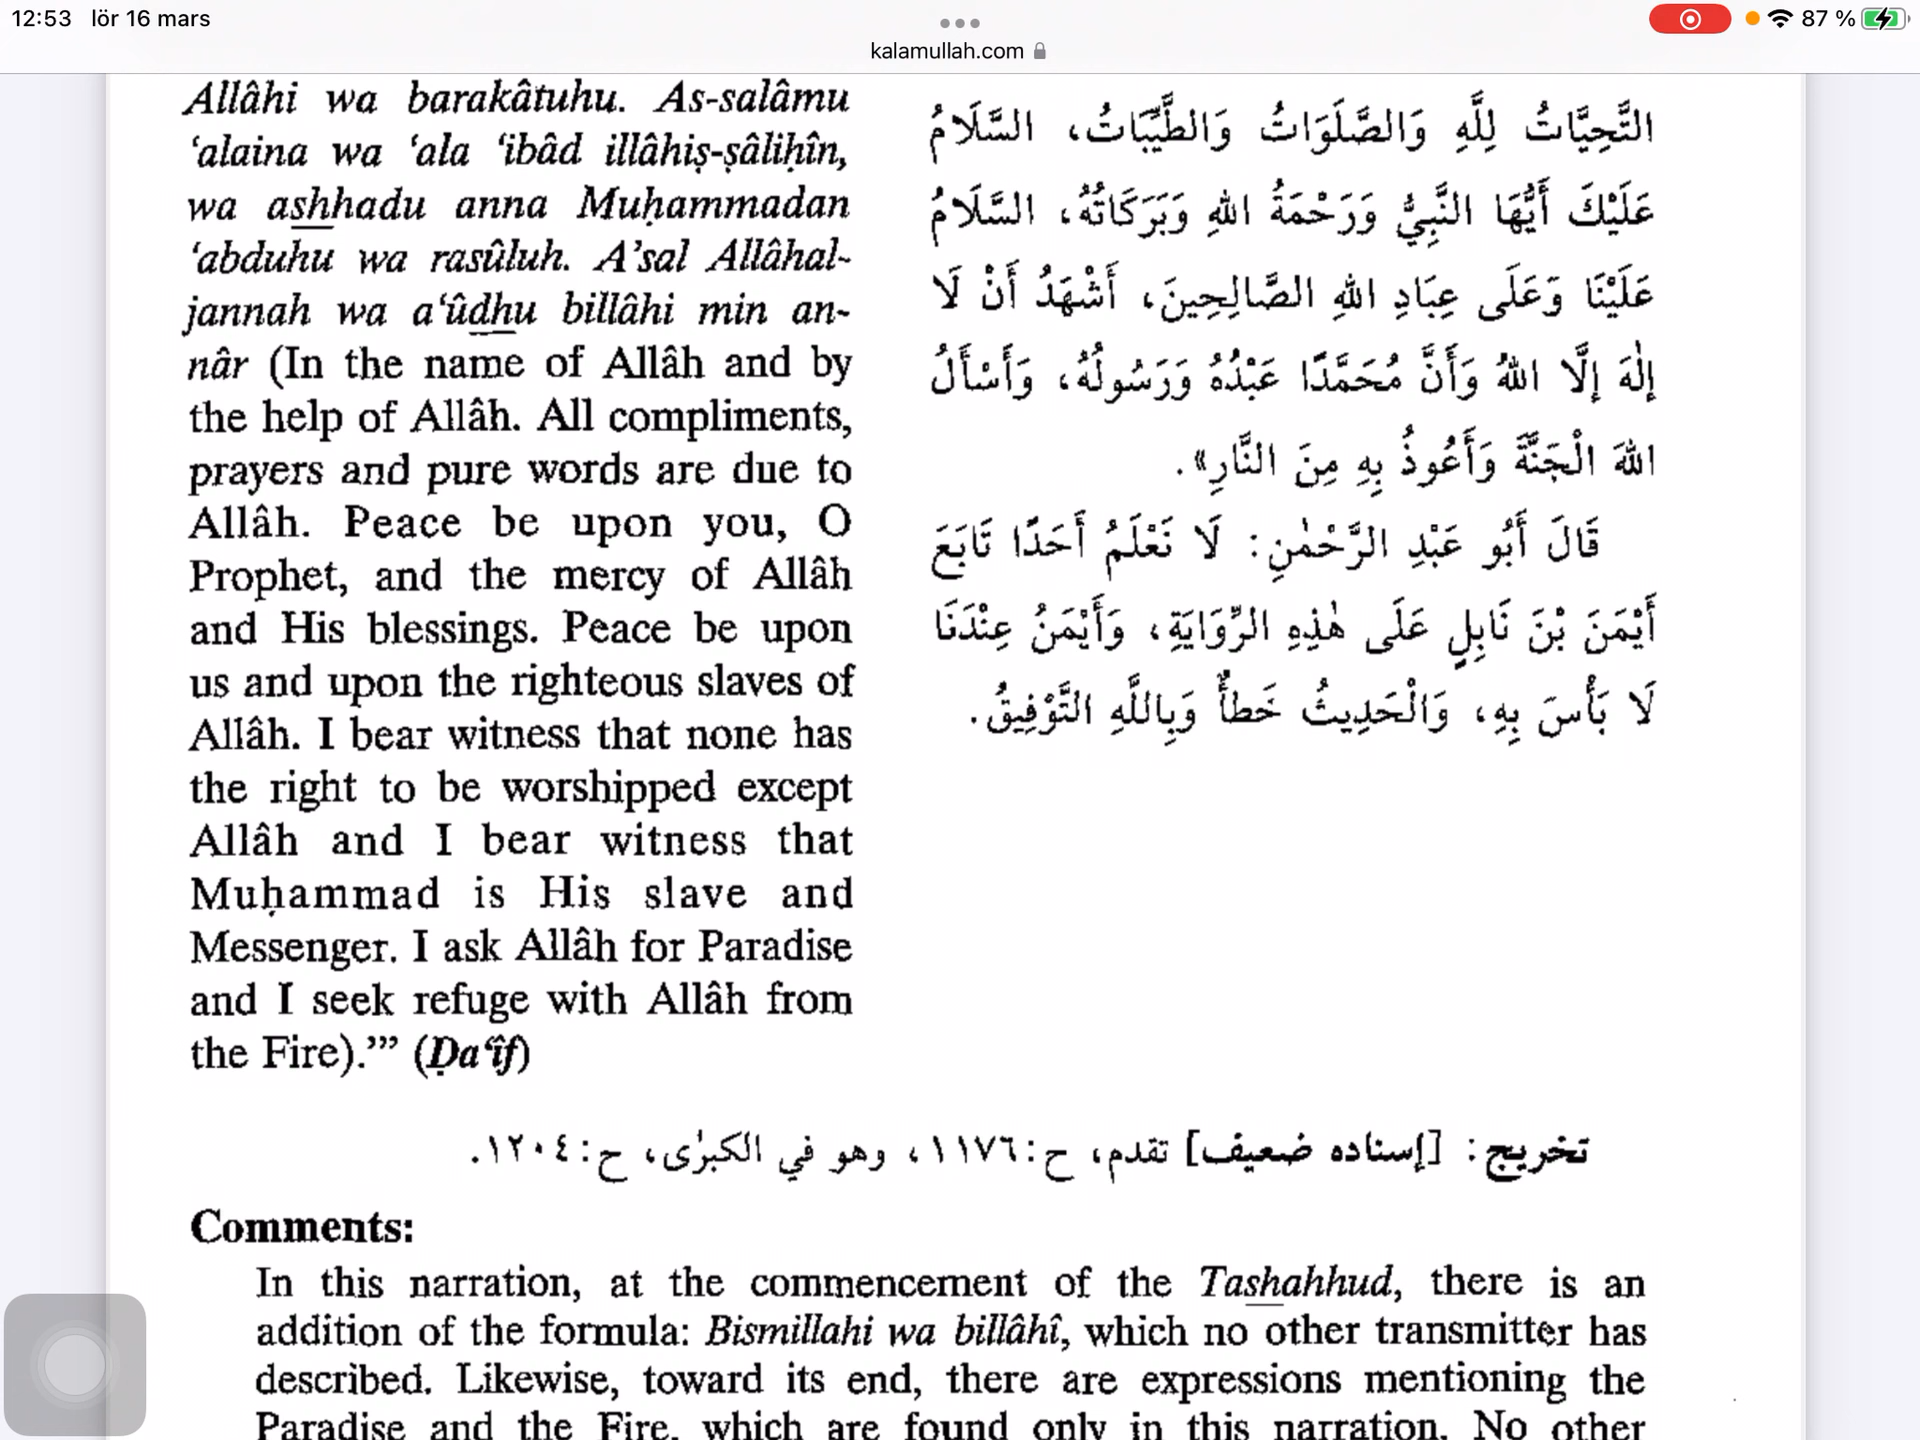 12:53 lör 16 mars
87 %
kalamullah.com
Allâhi wa barakâtuhu. As-salâmu
‘alaina wa ‘ala ‘ibâd illâhiṣ-ṣâliḥîn,
wa ashhadu anna Muḥammadan
‘abduhu wa rasûluh. A’sal Allâhal-
jannah wa a‘ûdhu billâhi min an-
nâr (In the name of Allâh and by
the help of Allâh. All compliments,
prayers and pure words are due to
Allâh. Peace be upon you, O
Prophet, and the mercy of Allâh
and His blessings. Peace be upon
us and upon the righteous slaves of
Allâh. I bear witness that none has
the right to be worshipped except
Allâh and I bear witness that
Muḥammad is His slave and
Messenger. I ask Allâh for Paradise
and I seek refuge with Allâh from
the Fire).’” (Ḍa‘îf)
التَّحِيَّاتُ لِلَّهِ وَالصَّلَوَاتُ وَالطَّيِّبَاتُ، السَّلَامُ
عَلَيْكَ أَيُّهَا النَّبِيُّ وَرَحْمَةُ اللهِ وَبَرَكَاتُهُ، السَّلَامُ
عَلَيْنَا وَعَلَى عِبَادِ اللهِ الصَّالِحِينَ، أَشْهَدُ أَنْ لَا
إِلٰهَ إِلَّا اللهُ وَأَنَّ مُحَمَّدًا عَبْدُهُ وَرَسُولُهُ، وَأَسْأَلُ
اللهَ الْجَنَّةَ وَأَعُوذُ بِهِ مِنَ النَّارِ».
قَالَ أَبُو عَبْدِ الرَّحْمٰنِ: لَا نَعْلَمُ أَحَدًا تَابَعَ
أَيْمَنَ بْنَ نَابِلٍ عَلَى هٰذِهِ الرِّوَايَةِ، وَأَيْمَنُ عِنْدَنَا
لَا بَأْسَ بِهِ، وَالْحَدِيثُ خَطَأٌ وَبِاللَّهِ التَّوْفِيقُ.
تخريج: [إسناده ضعيف] تقدم، ح:١١٧٦، وهو في الكبرٰى، ح:١٢٠٤.
Comments:
In this narration, at the commencement of the Tashahhud, there is an
addition of the formula: Bismillahi wa billâhî, which no other transmitter has
described. Likewise, toward its end, there are expressions mentioning the
Paradise and the Fire, which are found only in this narration. No other